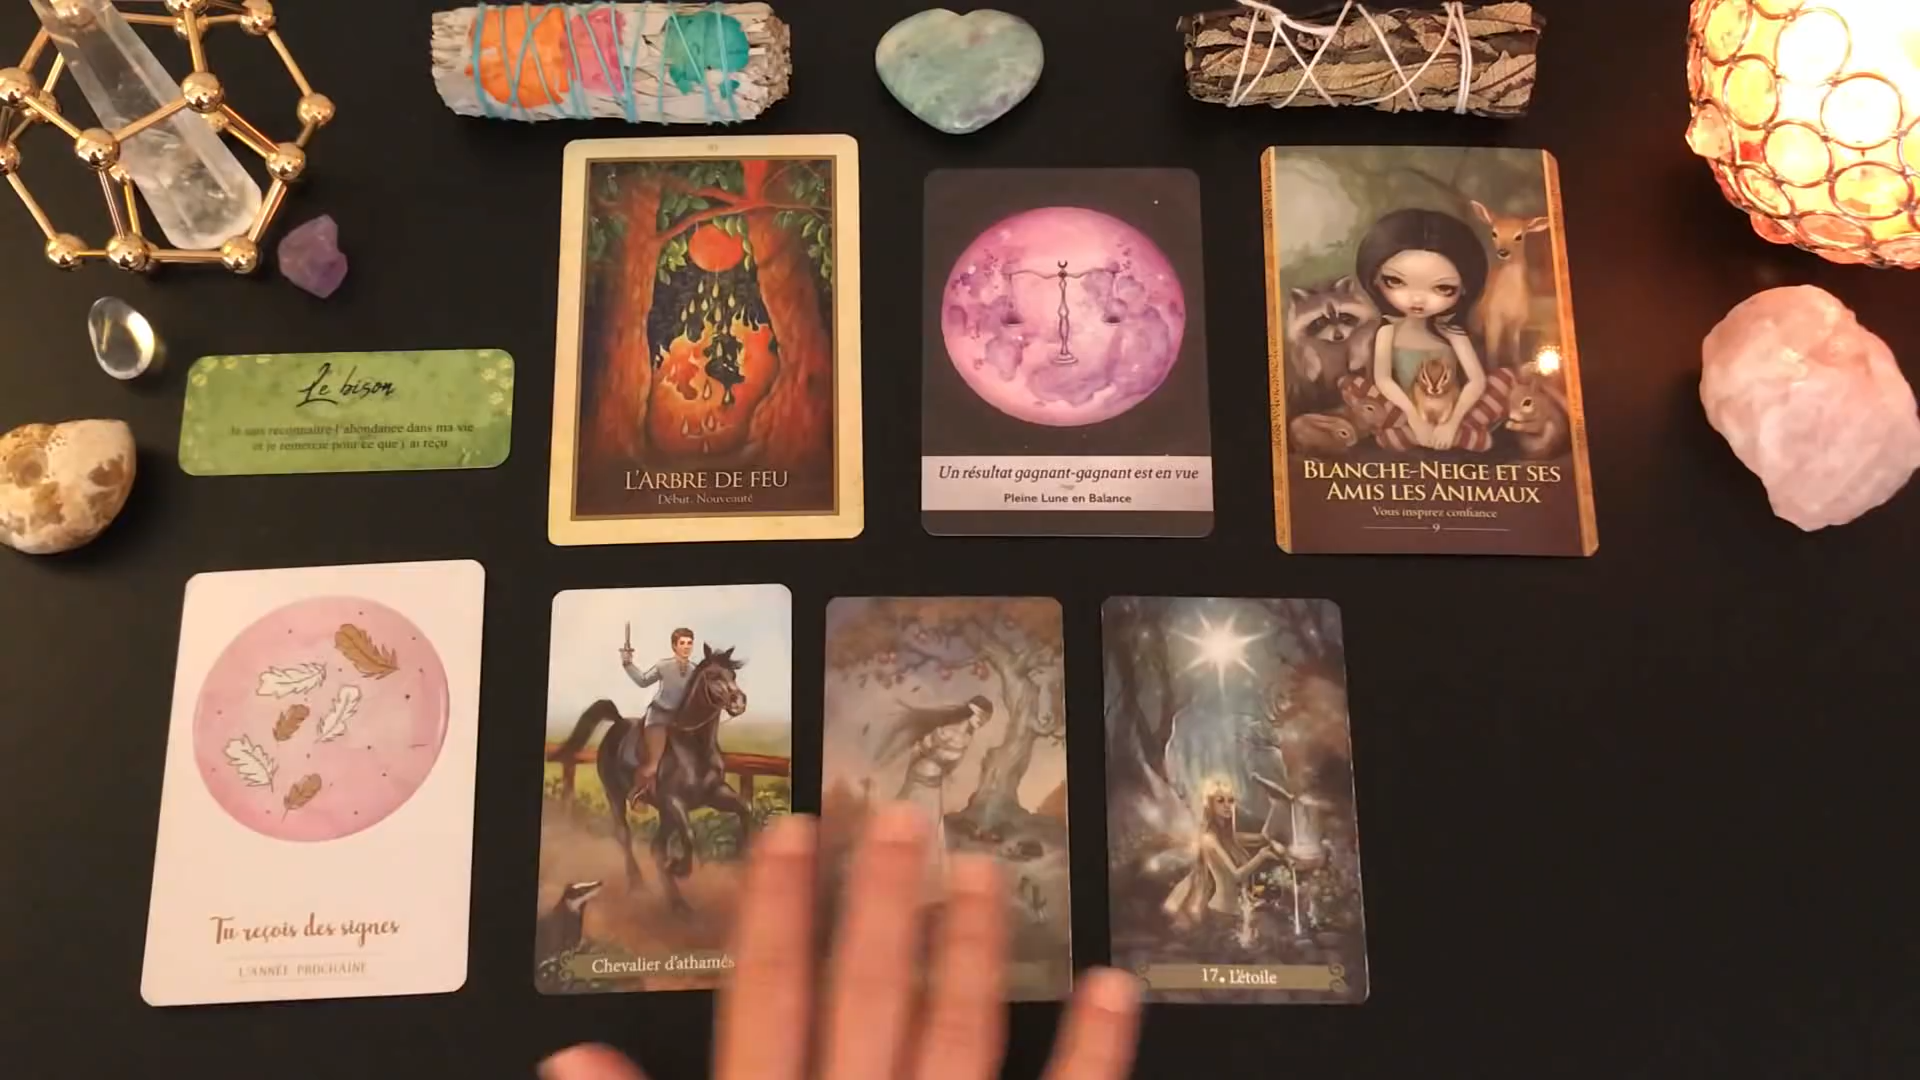 Le bison
Je sais reconnaître l'abondance dans ma vie
et je remercie pour ce que j'ai reçu
L'ARBRE DE FEU
Début. Nouveauté
Un résultat gagnant-gagnant est en vue
Pleine Lune en Balance
BLANCHE-NEIGE ET SES
AMIS LES ANIMAUX
Vous inspirez confiance
9
Tu reçois des signes
L'ANNÉE PROCHAINE
Chevalier d'athamés
17. L'étoile